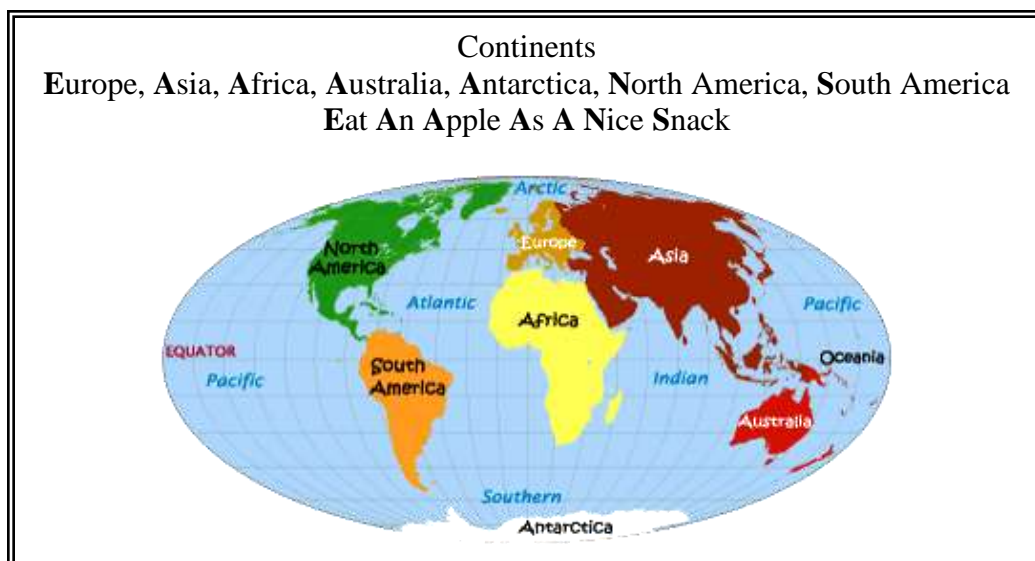 Continents
Europe, Asia, Africa, Australia, Antarctica, North America, South America
Eat An Apple As A Nice Snack
Arctic
North
America
Europe
Asia
Atlantic
Pacific
Africa
EQUATOR
Oceania
Pacific
South
America
Indian
Australia
Southern
Antarctica